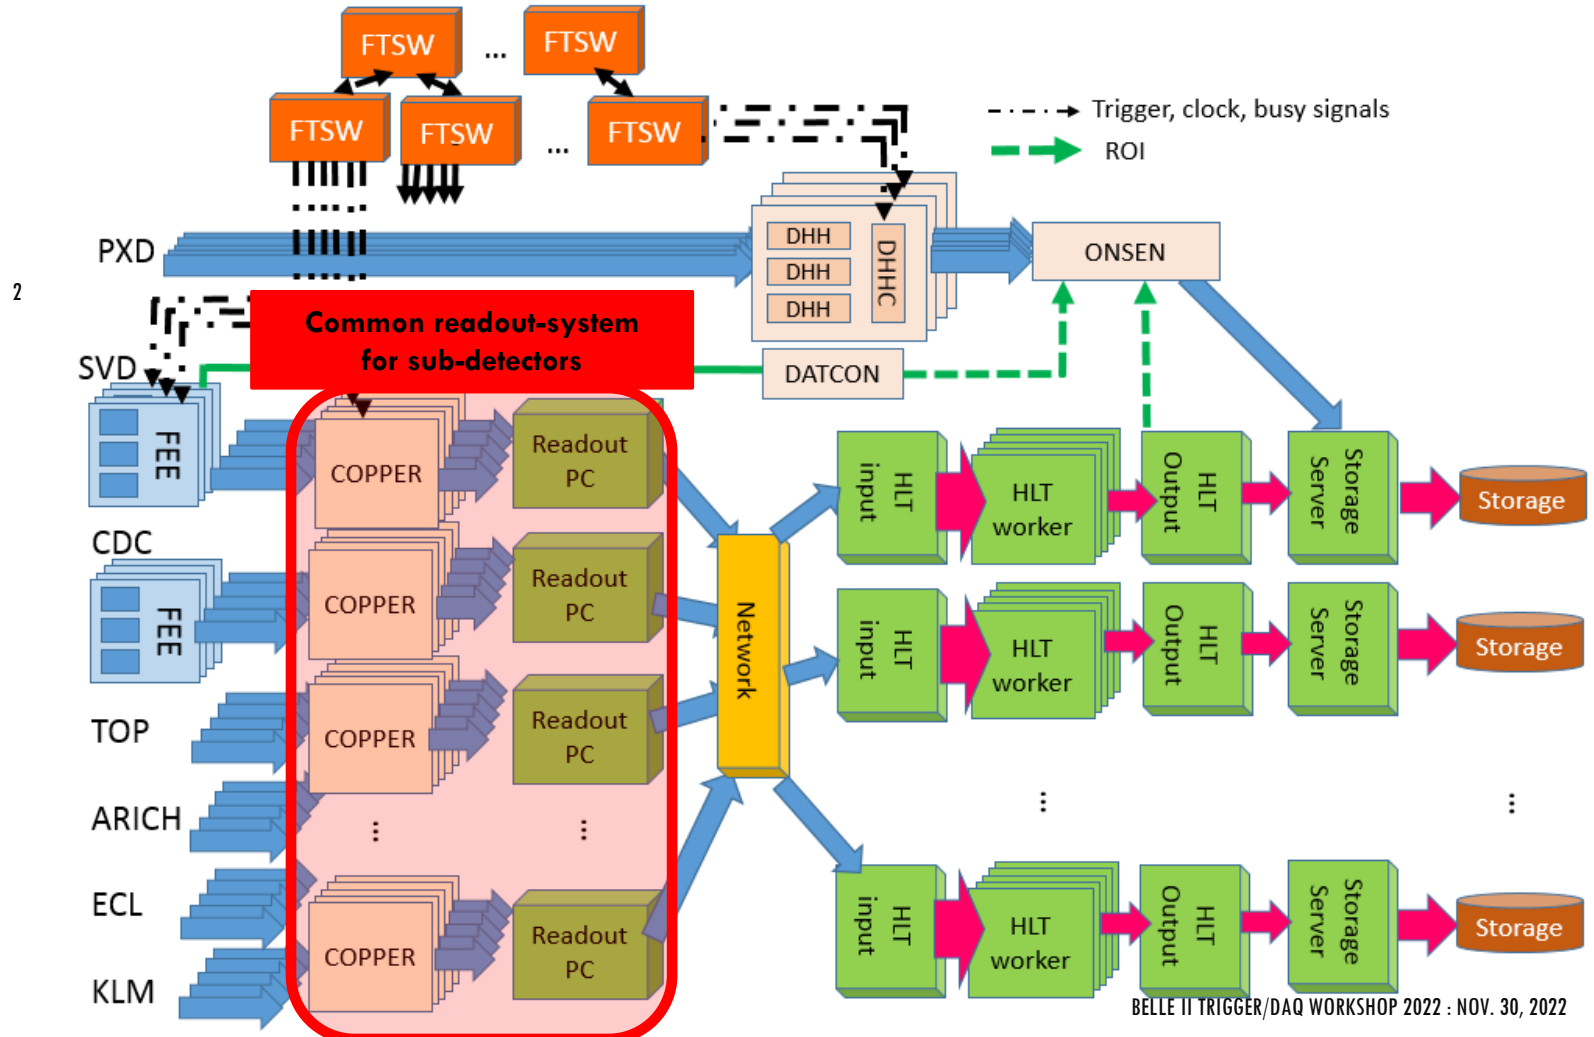 FTSW
...
FTSW
FTSW
FTSW
...
FTSW
Trigger, clock, busy signals
ROI
PXD
DHH
DHH
DHH
DHHC
ONSEN
2
Common readout-system
for sub-detectors
SVD
DATCON
FEE
COPPER
Readout
PC
HLT
input
HLT
worker
HLT
Output
Storage
Server
Storage
CDC
FEE
COPPER
Readout
PC
Network
HLT
input
HLT
worker
HLT
Output
Storage
Server
Storage
TOP
COPPER
Readout
PC
ARICH
...
...
...
...
ECL
KLM
COPPER
Readout
PC
HLT
input
HLT
worker
HLT
Output
Storage
Server
Storage
BELLE II TRIGGER/DAQ WORKSHOP 2022 : NOV. 30, 2022